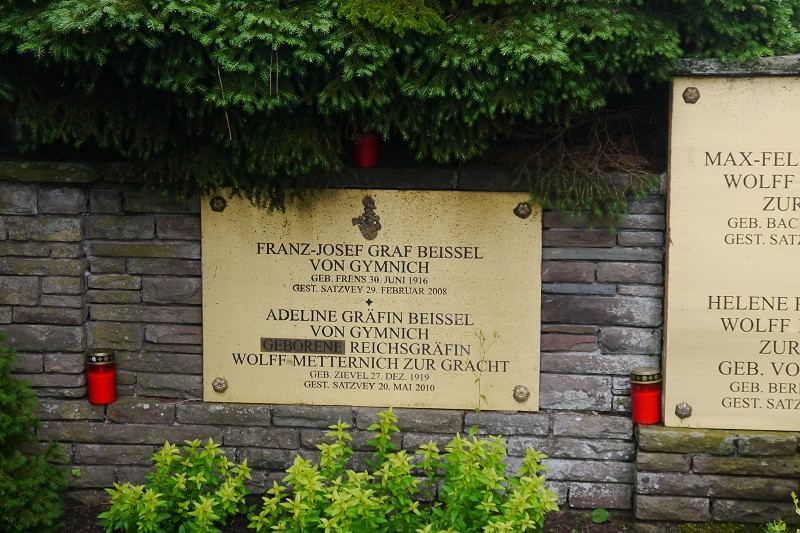 FRANZ-JOSEF GRAF BEISSEL
VON GYMNICH
GEB. FRENS 30. JUNI 1916
GEST. SATZVEY 29. FEBRUAR 2008
ADELINE GRÄFIN BEISSEL
VON GYMNICH
GEBORENE REICHSGRÄFIN
WOLFF METTERNICH ZUR GRACHT
GEB. ZIEVEL 27. DEZ. 1919
GEST. SATZVEY 20. MAI 2010
MAX-FEL
WOLFF
ZUR
GEB. BAC
GEST. SATZ
HELENE
WOLFF
ZUR
GEB. VO
GEB. BER
GEST. SATZ